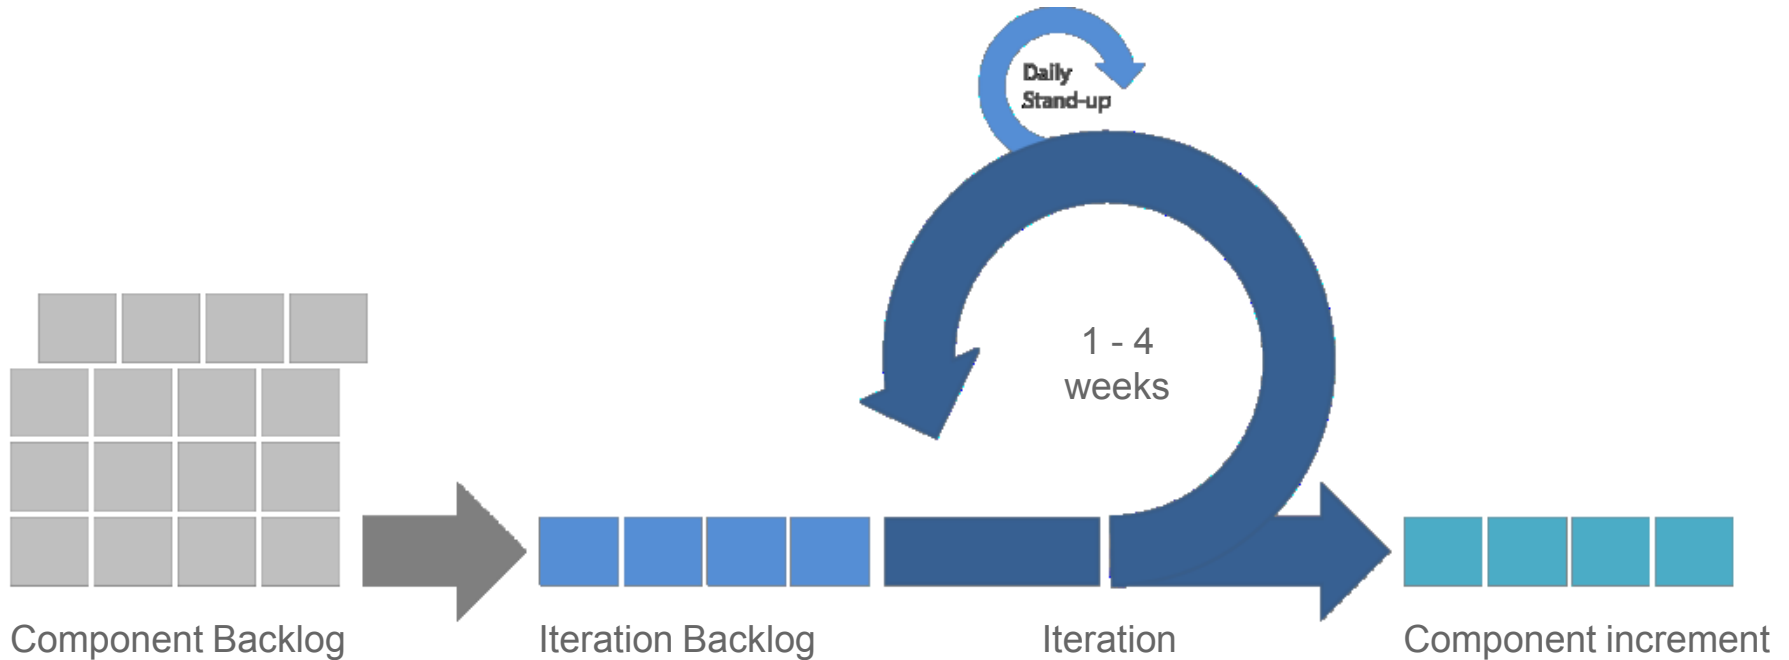 Daily
Stand-up
1 - 4
weeks
Component Backlog
Iteration Backlog
Iteration
Component increment